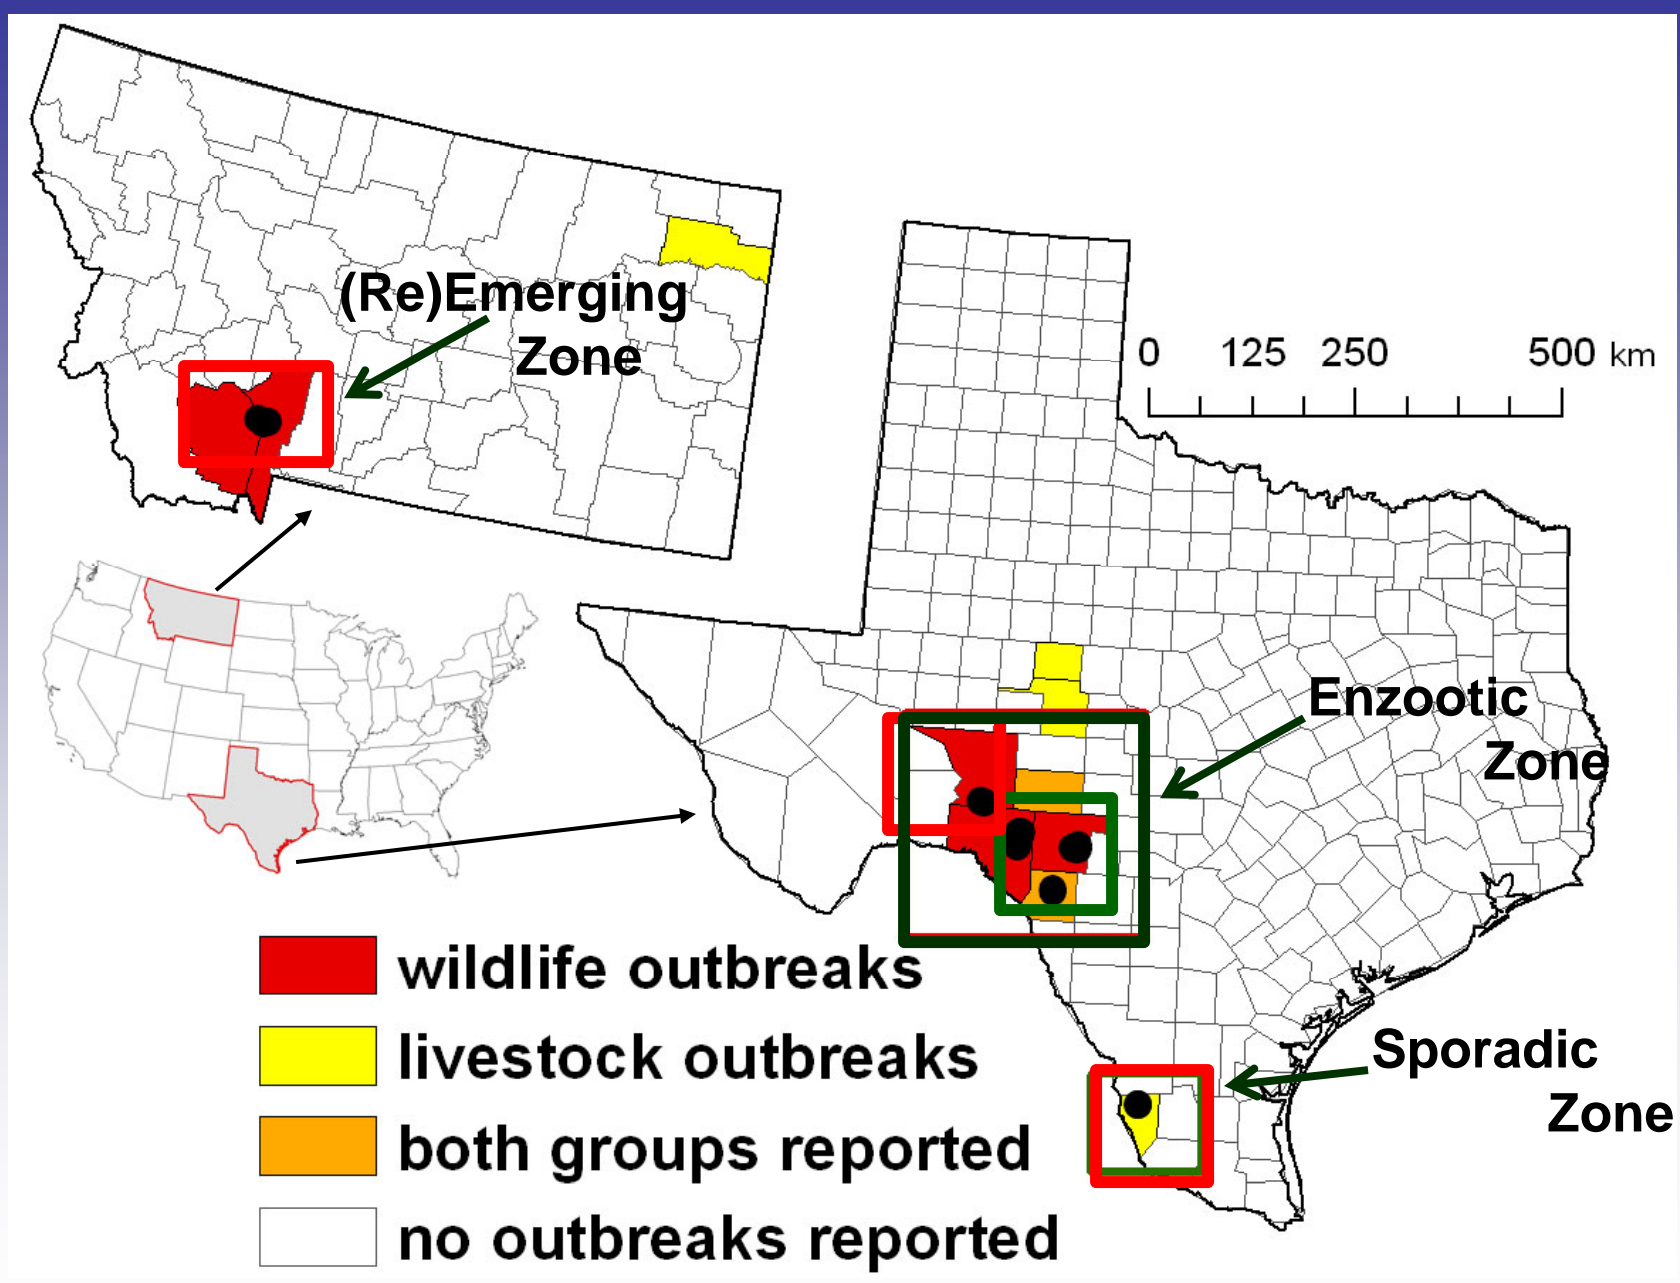 (Re)Emerging
Zone
0 125 250 500 km
Enzootic
Zone
wildlife outbreaks
livestock outbreaks
both groups reported
no outbreaks reported
Sporadic
Zone